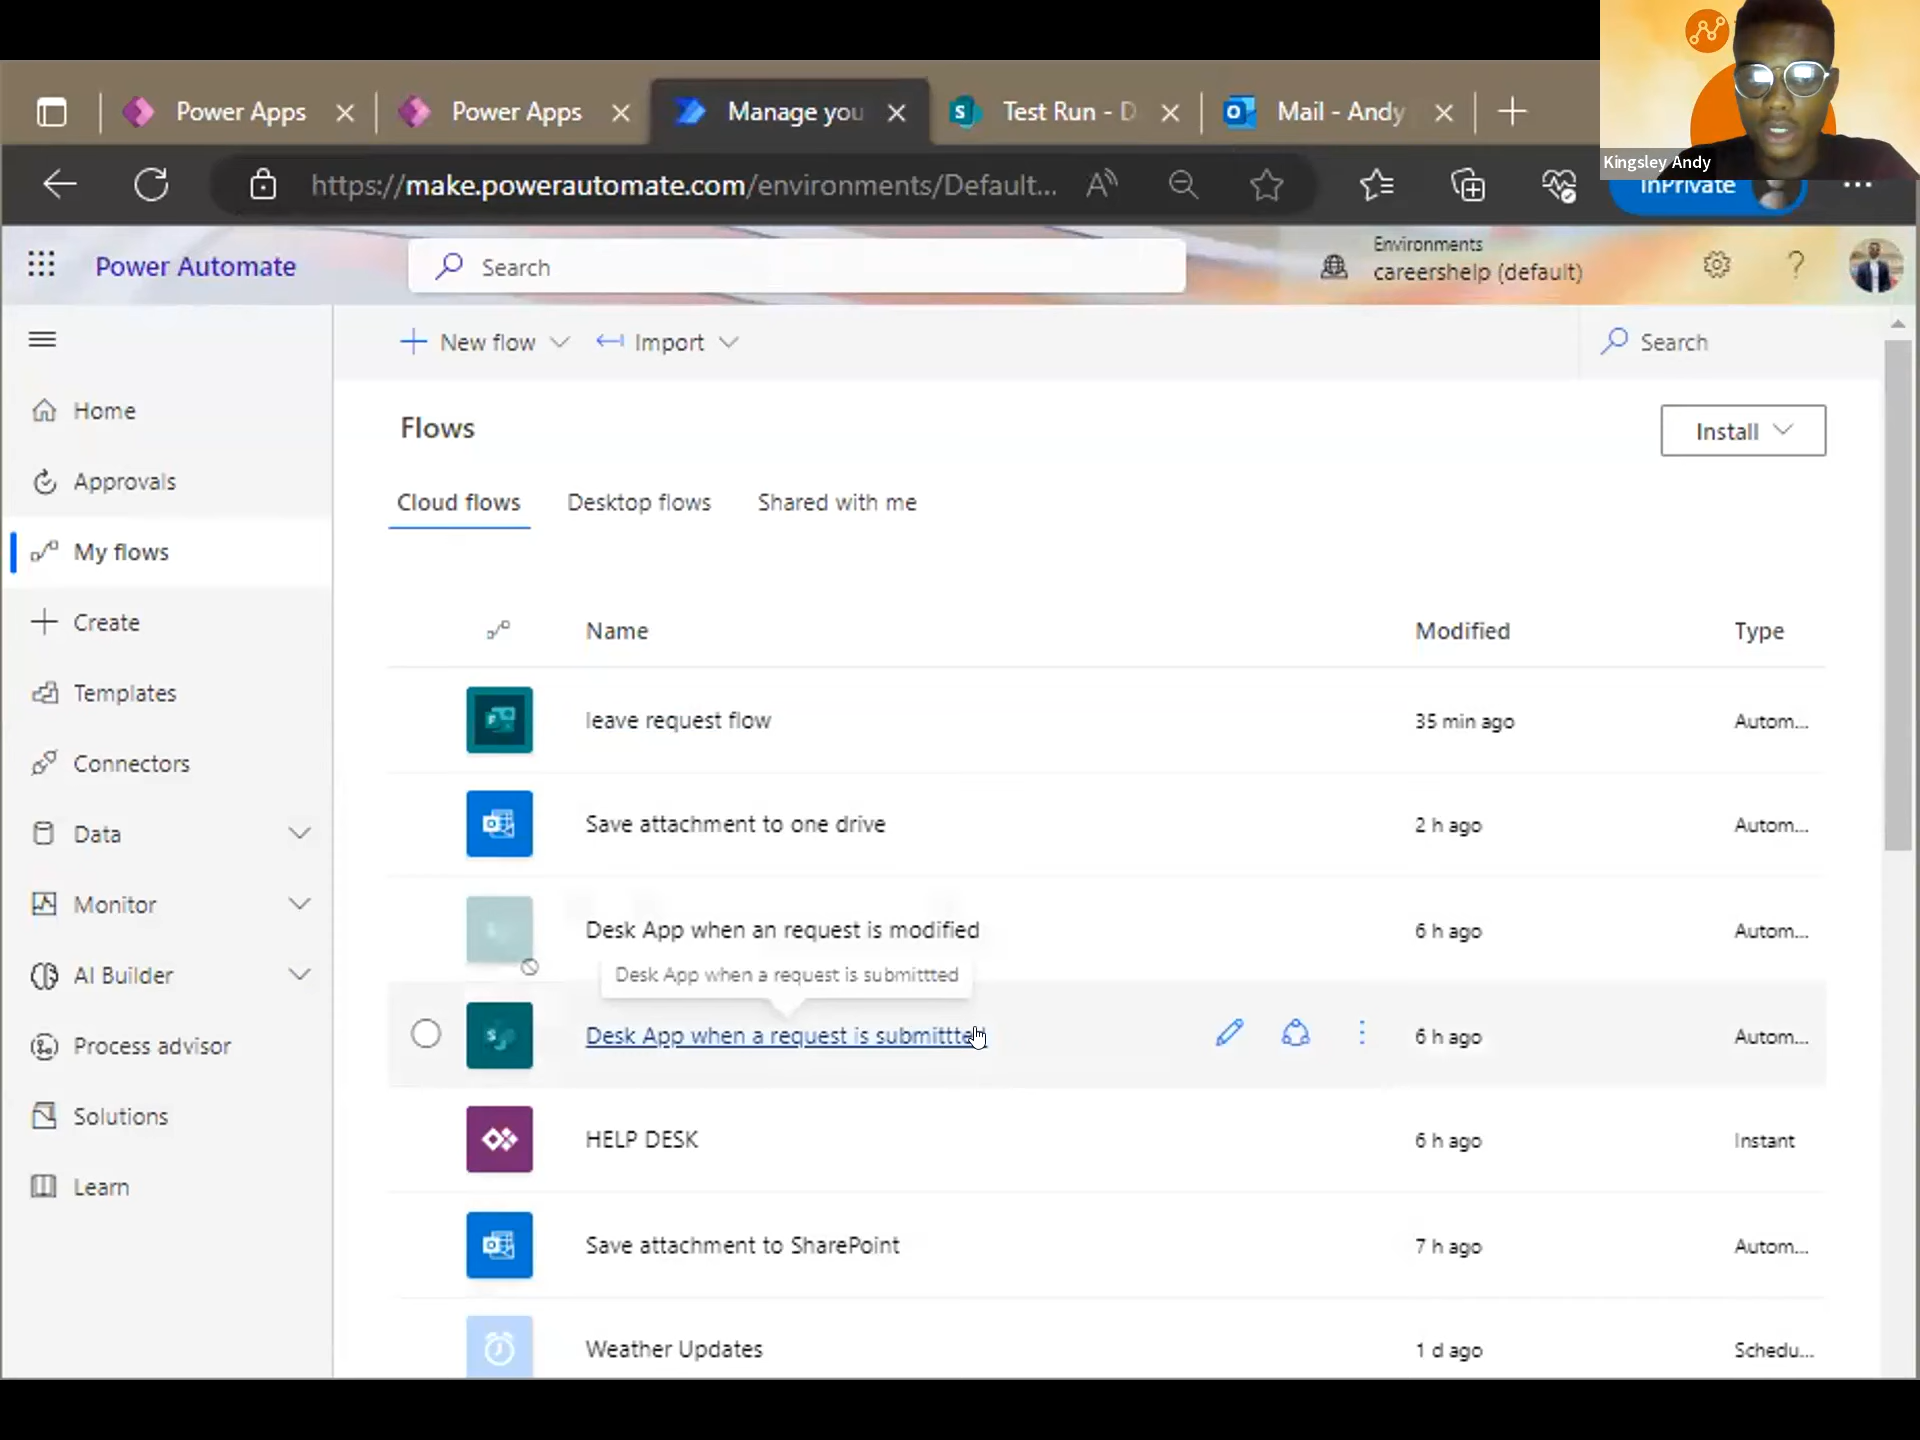 Power Apps
Power Apps
Manage you
Test Run - D
Mail - Andy
Kingsley Andy
https://make.powerautomate.com/environments/Default...
InPrivate
Power Automate
Search
Environments
careershelp (default)
New flow
Import
Search
Home
Approvals
My flows
Create
Templates
Connectors
Data
Monitor
AI Builder
Process advisor
Solutions
Learn
Flows
Install
Cloud flows
Desktop flows
Shared with me
Name
Modified
Type
leave request flow
35 min ago
Autom...
Save attachment to one drive
2 h ago
Autom...
Desk App when an request is modified
6 h ago
Autom...
Desk App when a request is submittted
Desk App when a request is submittted
6 h ago
Autom...
HELP DESK
6 h ago
Instant
Save attachment to SharePoint
7 h ago
Autom...
Weather Updates
1 d ago
Schedu...